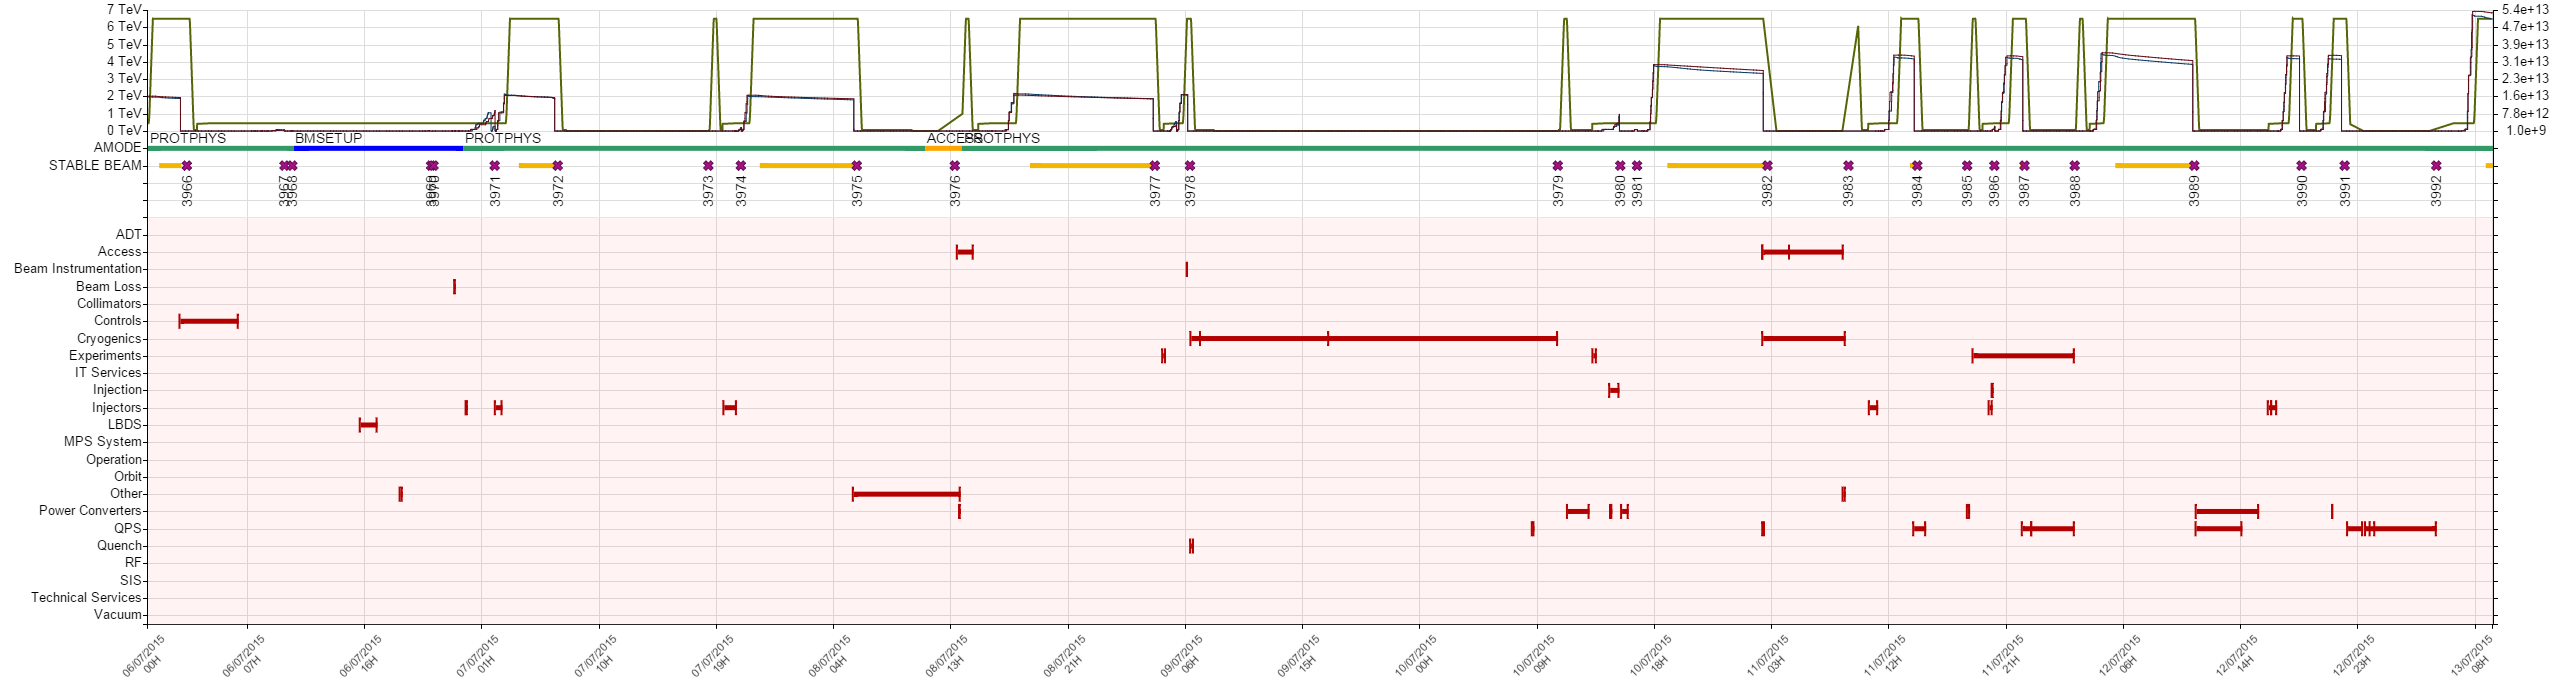 7 TeV
6 TeV
5 TeV
4 TeV
3 TeV
2 TeV
1 TeV
0 TeV
5.4e+13
4.7e+13
3.9e+13
3.1e+13
2.3e+13
1.6e+13
7.8e+12
1.0e+9
PROTPHYS BMSETUP PROTPHYS PROTPHYS ACCESS PROTPHYS
AMODE
STABLE BEAM
3966 3967 3968 3969 3970 3971 3972 3973 3974 3975 3976 3977 3978 3979 3980 3981 3982 3983 3984 3985 3986 3987 3988 3989 3990 3991 3992
ADT
Access
Beam Instrumentation
Beam Loss
Collimators
Controls
Cryogenics
Experiments
IT Services
Injection
Injectors
LBDS
MPS System
Operation
Orbit
Other
Power Converters
QPS
Quench
RF
SIS
Technical Services
Vacuum
06/07/2015 00H
06/07/2015 07H
06/07/2015 16H
07/07/2015 01H
07/07/2015 10H
07/07/2015 19H
08/07/2015 04H
08/07/2015 13H
08/07/2015 21H
09/07/2015 06H
09/07/2015 15H
10/07/2015 00H
10/07/2015 09H
10/07/2015 18H
11/07/2015 03H
11/07/2015 12H
11/07/2015 21H
12/07/2015 06H
12/07/2015 14H
12/07/2015 23H
13/07/2015 08H